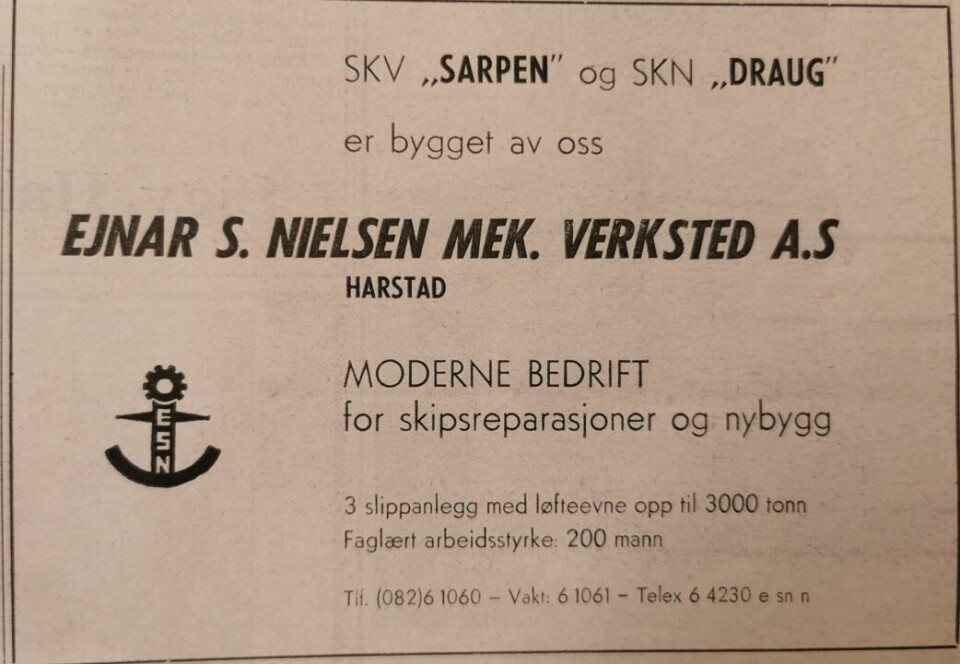 SKV „SARPEN" og SKN „DRAUG"
er bygget av oss
EJNAR S. NIELSEN MEK. VERKSTED A.S
HARSTAD
ESN
MODERNE BEDRIFT
for skipsreparasjoner og nybygg
3 slippanlegg med løfteevne opp til 3000 tonn
Faglært arbeidsstyrke: 200 mann
Tlf. (082)6 1060 – Vakt: 6 1061 – Telex 6 4230 e sn n